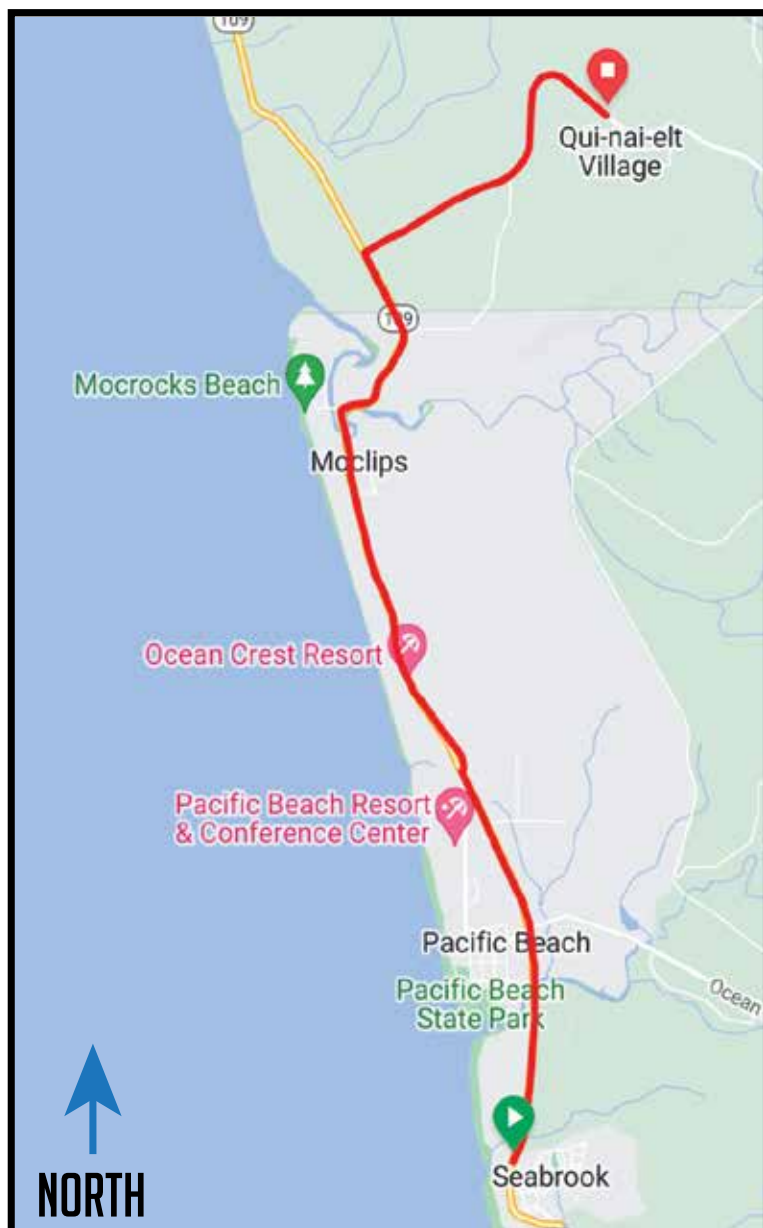 109
Qui-nai-elt
Village
109
Mocrocks Beach
Moclips
Ocean Crest Resort
Pacific Beach Resort
& Conference Center
Pacific Beach
Ocean
Pacific Beach
State Park
Seabrook
NORTH